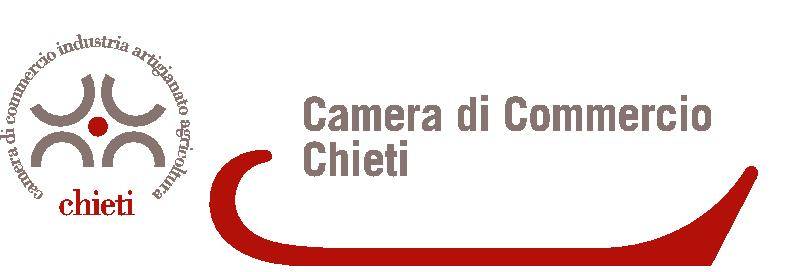 camera di commercio industria artigianato agricoltura
chieti
Camera di Commercio
Chieti